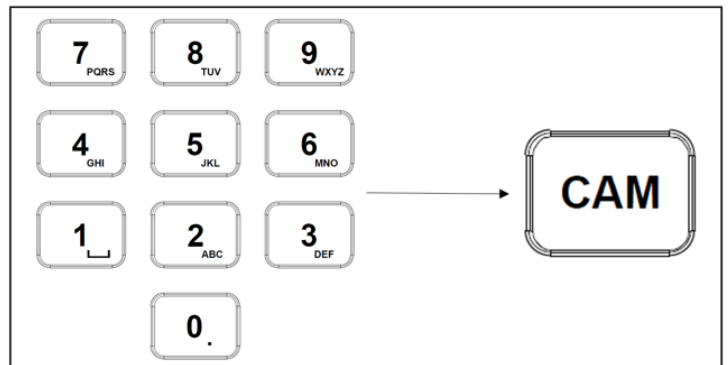 7 PQRS 8 TUV 9 WXYZ
4 GHI 5 JKL 6 MNO
CAM
1 2 ABC 3 DEF
0 .